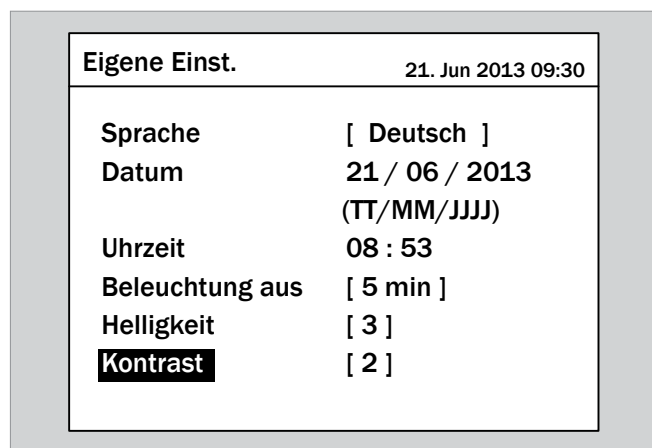 Eigene Einst.
21. Jun 2013 09:30
Sprache [ Deutsch ]
Datum 21 / 06 / 2013
(TT/MM/JJJJ)
Uhrzeit 08 : 53
Beleuchtung aus [ 5 min ]
Helligkeit [ 3 ]
Kontrast [ 2 ]